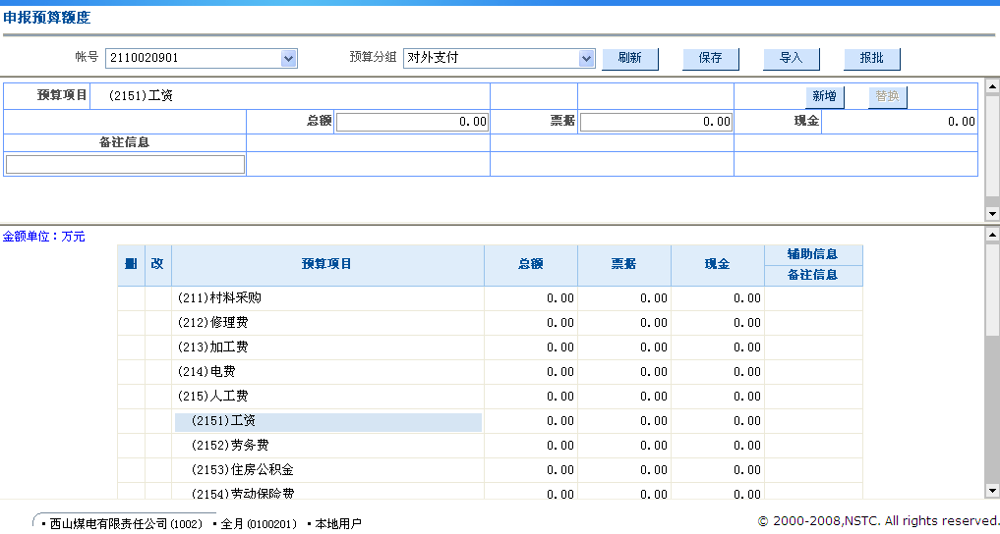 申报预算额度
帐号 2110020901 预算分组 对外支付 刷新 保存 导入 报批
预算项目 (2151)工资 新增 替换
总额 0.00 票据 0.00 现金 0.00
备注信息
金额单位：万元
删 改 预算项目 总额 票据 现金 辅助信息
备注信息
(211)村料采购 0.00 0.00 0.00
(212)修理费 0.00 0.00 0.00
(213)加工费 0.00 0.00 0.00
(214)电费 0.00 0.00 0.00
(215)人工费 0.00 0.00 0.00
(2151)工资 0.00 0.00 0.00
(2152)劳务费 0.00 0.00 0.00
(2153)住房公积金 0.00 0.00 0.00
(2154)劳动保险费 0.00 0.00 0.00
▪ 西山煤电有限责任公司(1002) ▪ 全月(0100201) ▪ 本地用户 © 2000-2008,NSTC. All rights reserved.